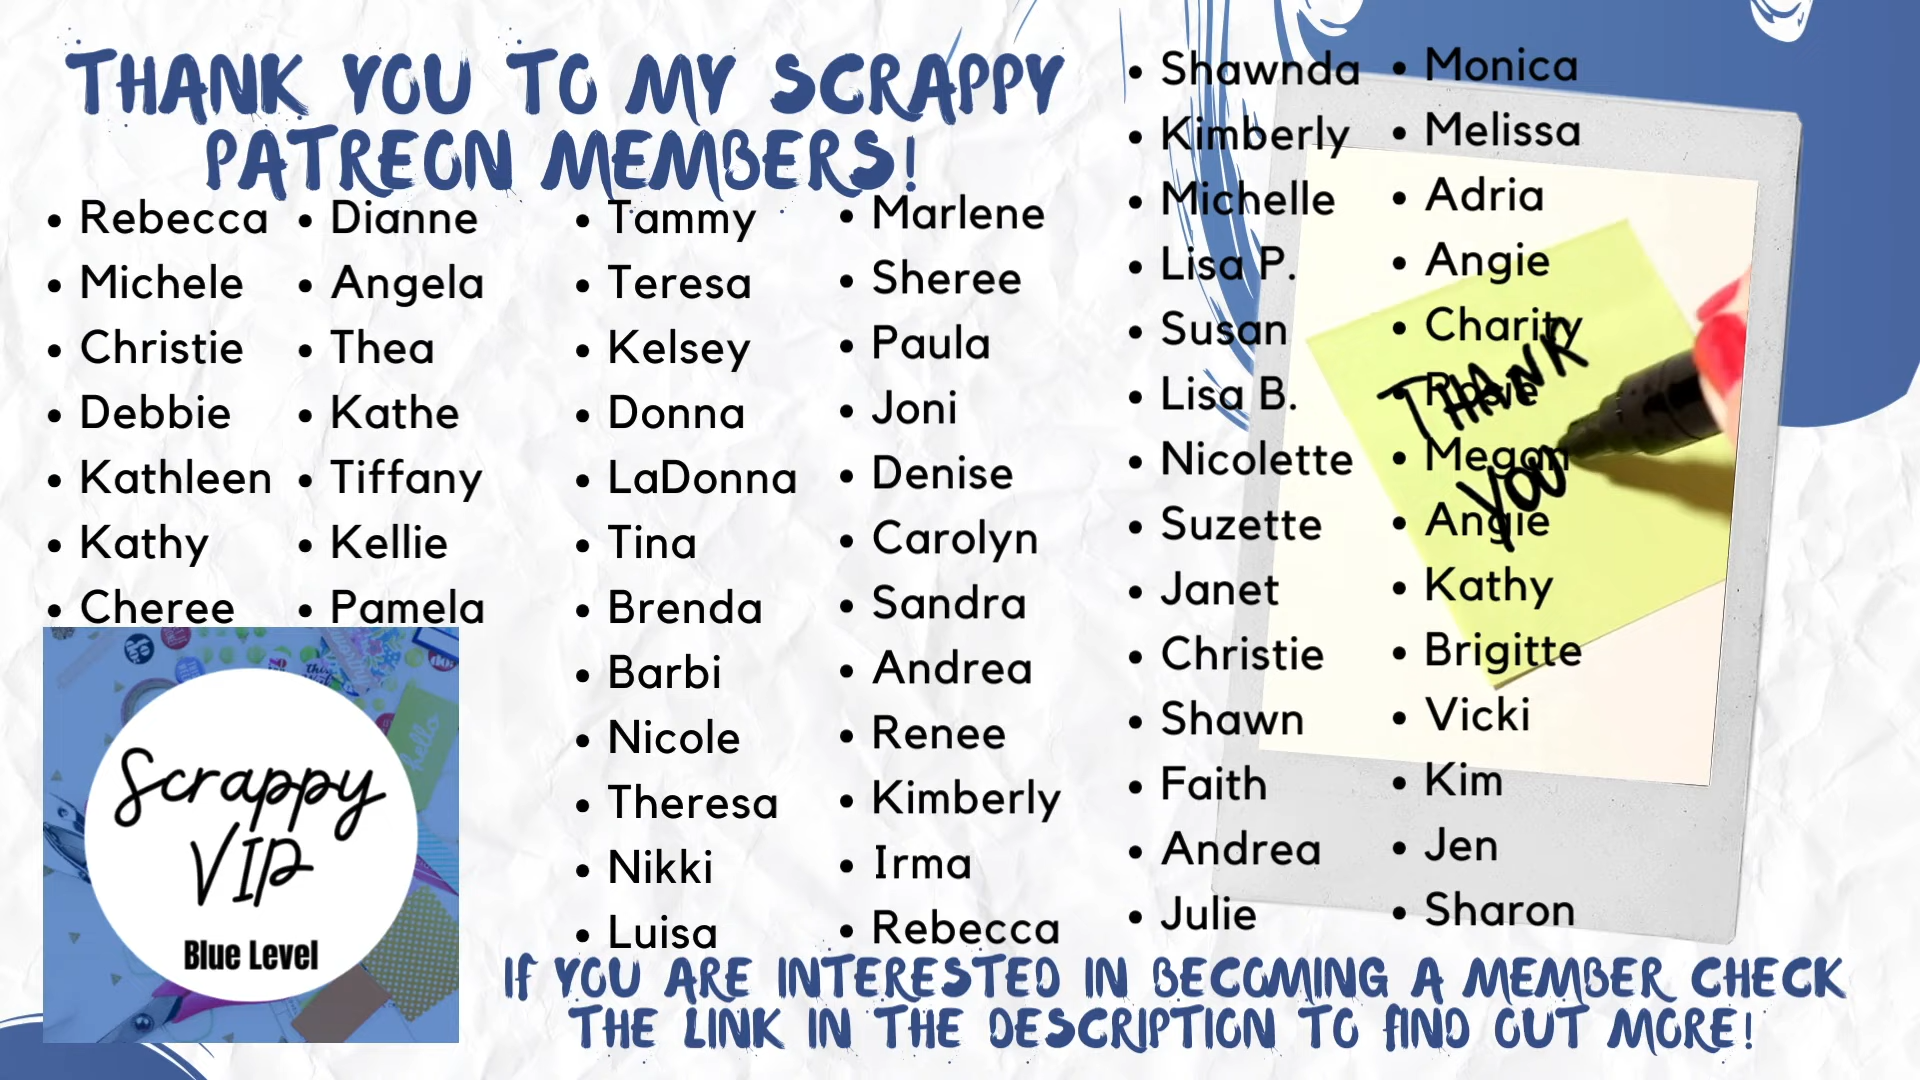 THANK YOU TO MY SCRAPPY
PATREON MEMBERS!
Rebecca
Michele
Christie
Debbie
Kathleen
Kathy
Cheree
Dianne
Angela
Thea
Kathe
Tiffany
Kellie
Pamela
Tammy
Teresa
Kelsey
Donna
LaDonna
Tina
Brenda
Barbi
Nicole
Theresa
Nikki
Luisa
Marlene
Sheree
Paula
Joni
Denise
Carolyn
Sandra
Andrea
Renee
Kimberly
Irma
Rebecca
Shawnda
Kimberly
Michelle
Lisa P.
Susan
Lisa B.
Nicolette
Suzette
Janet
Christie
Shawn
Faith
Andrea
Julie
Monica
Melissa
Adria
Angie
Charity
Megan
Angie
Kathy
Brigitte
Vicki
Kim
Jen
Sharon
THANK
YOU
hello
Scrappy
VIP
Blue Level
IF YOU ARE INTERESTED IN BECOMING A MEMBER CHECK
THE LINK IN THE DESCRIPTION TO FIND OUT MORE!